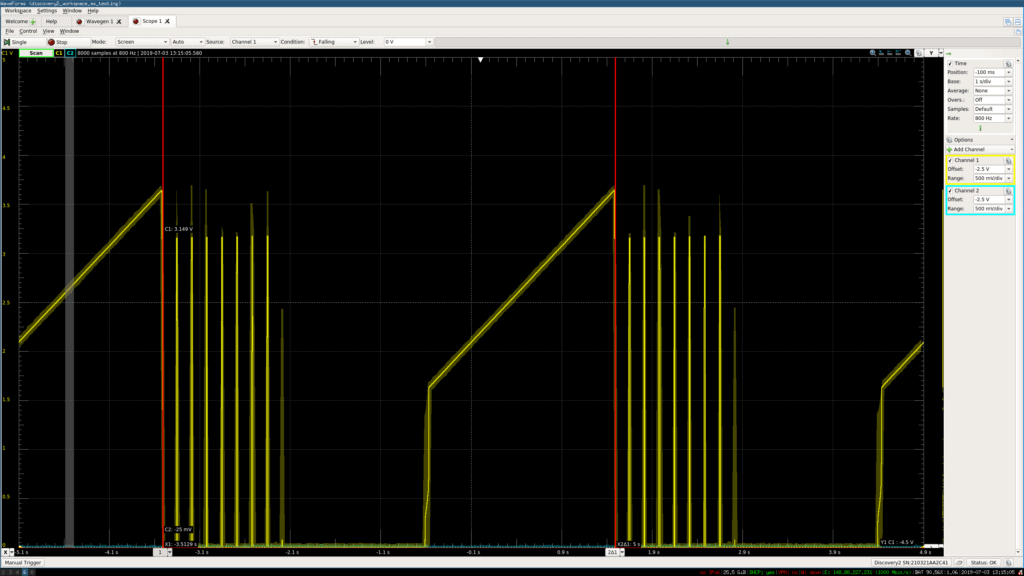 WaveForms (discovery2_workspace_ms_testing)
Workspace Settings Window Help
Welcome Help Wavegen 1 Scope 1
File Control View Window
Single Stop Mode: Screen Auto Source: Channel 1 Condition: Falling Level: 0 V
C1 V Scan C1 C2 8000 samples at 800 Hz | 2019-07-03 13:15:05.580 Y
5
4.5
4
3.5
3
2.5
2
1.5
1
0.5
0
C1: 3.149 V
C2: -25 mV
X1: -3.5129 s
X2Δ1: 5 s
Y1 C1 : -4.5 V
X -5.1 s -4.1 s 1 -3.1 s -2.1 s -1.1 s -0.1 s 0.9 s 2Δ1 1.9 s 2.9 s 3.9 s 4.9 s
Time
Position: -100 ms
Base: 1 s/div
Average: None
Overs.: Off
Samples: Default
Rate: 800 Hz
Options
Add Channel
Channel 1
Offset: -2.5 V
Range: 500 mV/div
Channel 2
Offset: -2.5 V
Range: 500 mV/div
Manual Trigger Discovery2 SN:210321AA2C41 Status: OK
2019-07-03 13:15:05